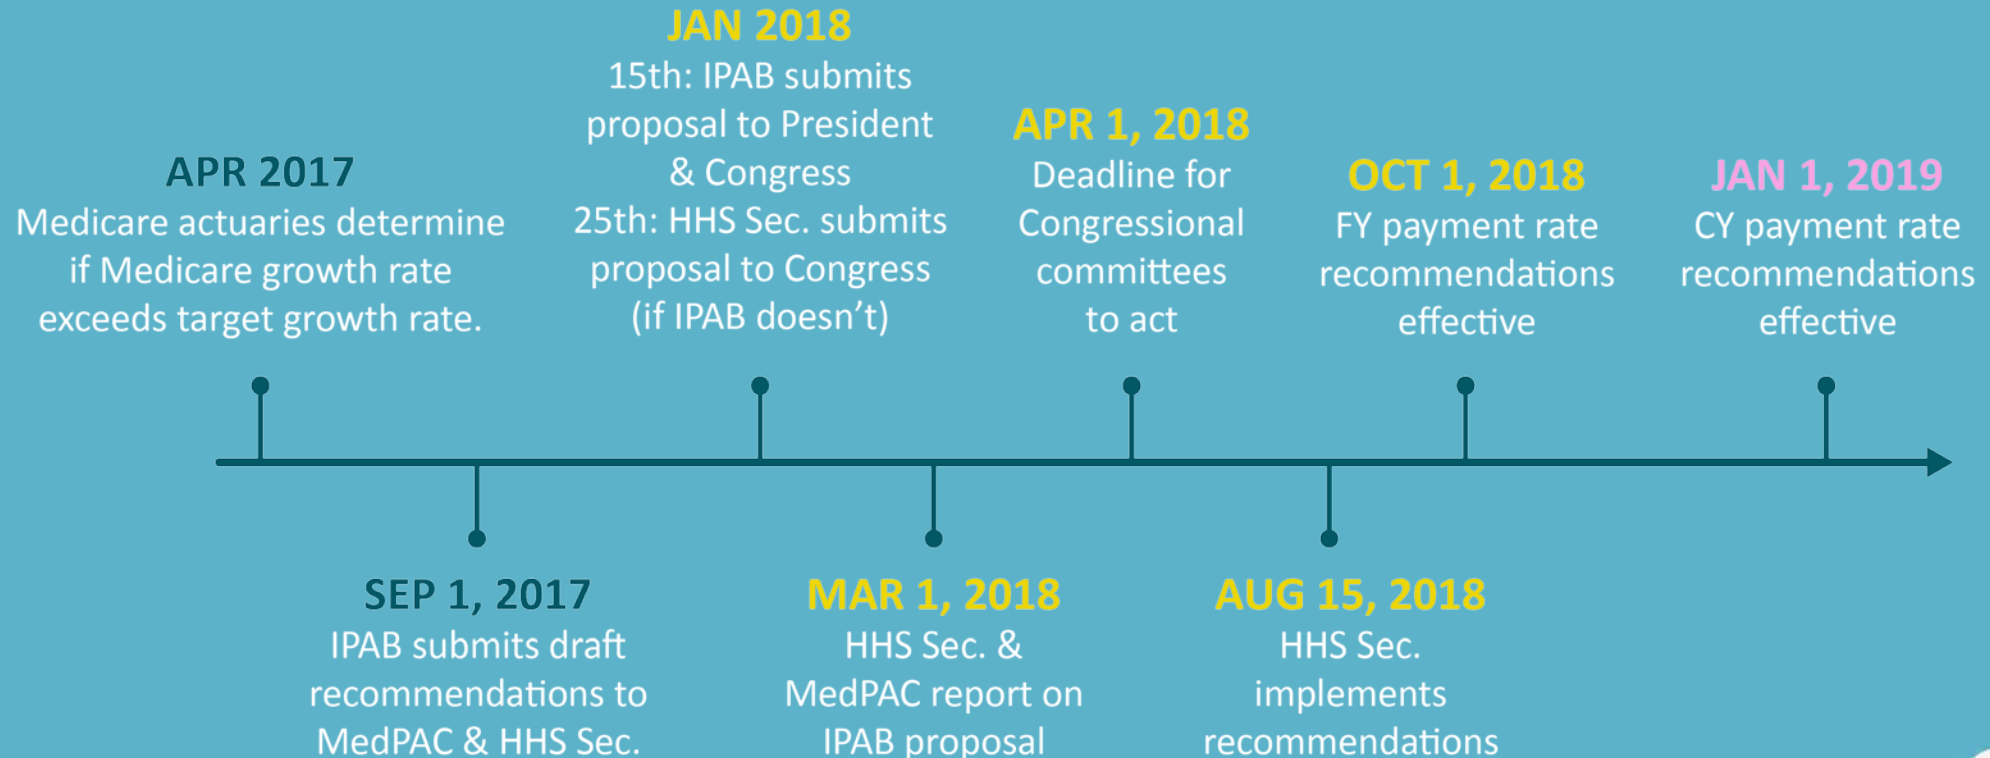 APR 2017
Medicare actuaries determine
if Medicare growth rate
exceeds target growth rate.
SEP 1, 2017
IPAB submits draft
recommendations to
MedPAC & HHS Sec.
JAN 2018
15th: IPAB submits
proposal to President
& Congress
25th: HHS Sec. submits
proposal to Congress
(if IPAB doesn’t)
MAR 1, 2018
HHS Sec. &
MedPAC report on
IPAB proposal
APR 1, 2018
Deadline for
Congressional
committees
to act
AUG 15, 2018
HHS Sec.
implements
recommendations
OCT 1, 2018
FY payment rate
recommendations
effective
JAN 1, 2019
CY payment rate
recommendations
effective